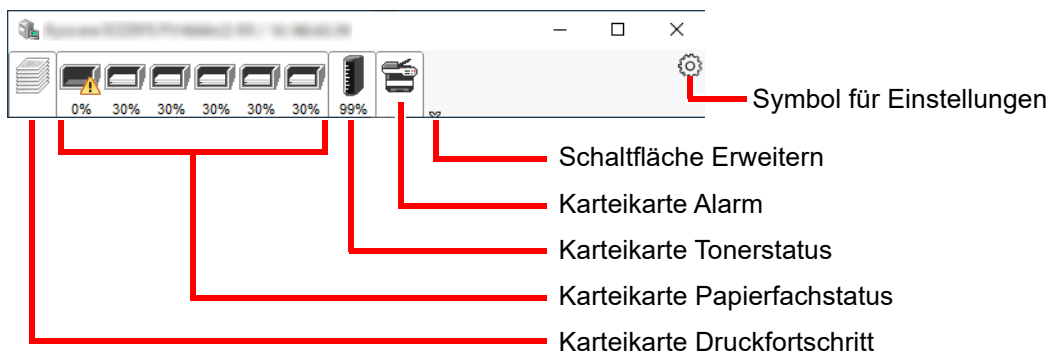 0% 30% 30% 30% 30% 30% 99%
Symbol für Einstellungen
Schaltfläche Erweitern
Karteikarte Alarm
Karteikarte Tonerstatus
Karteikarte Papierfachstatus
Karteikarte Druckfortschritt